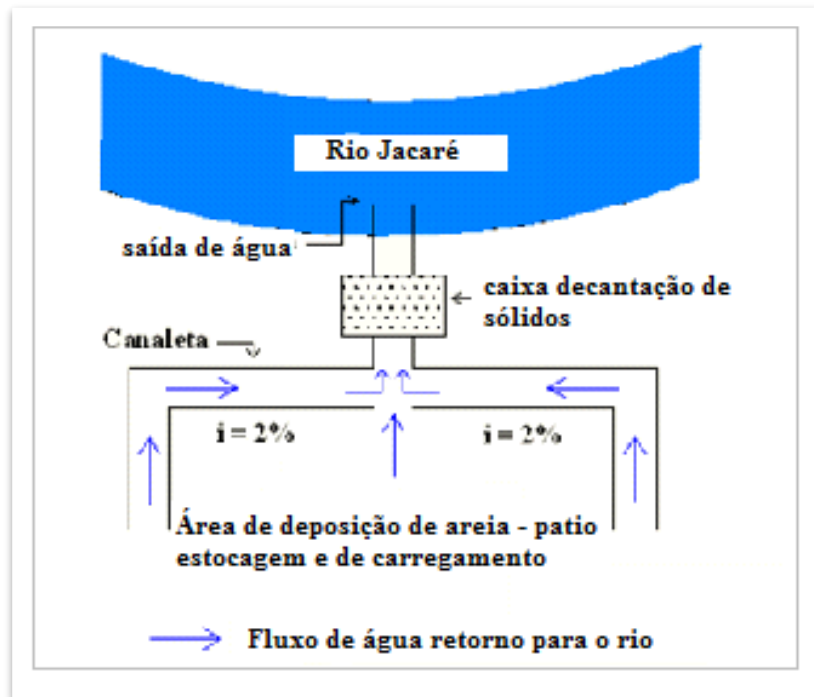 Rio Jacaré
saída de água
caixa decantação de
sólidos
Canaleta
i = 2%
i = 2%
Área de deposição de areia - patio
estocagem e de carregamento
Fluxo de água retorno para o rio